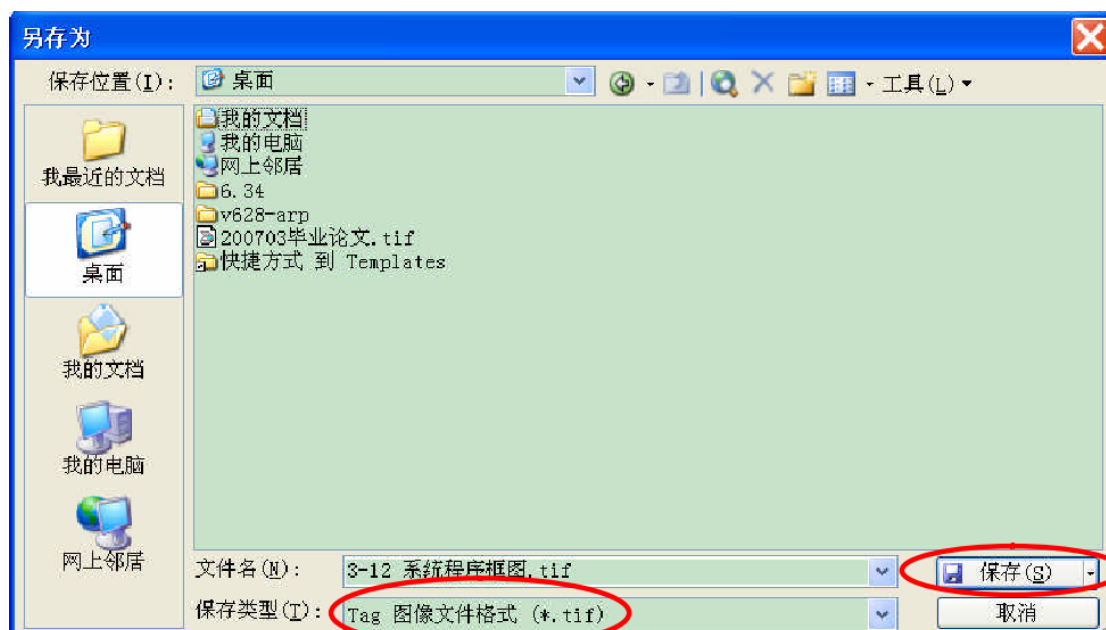 另存为
保存位置(I):
桌面
工具(L)
我最近的文档
桌面
我的文档
我的电脑
网上邻居
我的文档
我的电脑
网上邻居
6.34
v628-arp
200703毕业论文.tif
快捷方式 到 Templates
文件名(N):
3-12 系统程序框图.tif
保存(S)
保存类型(T):
Tag 图像文件格式 (*.tif)
取消